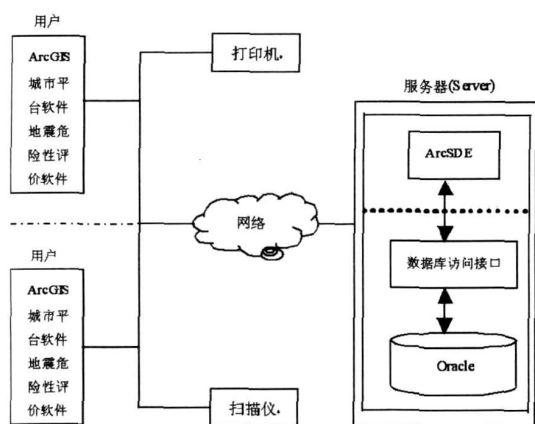 用户
ArcGIS
城市平
台软件
地震危
险性评
价软件
打印机.
服务器(Server)
ArcSDE
网络
数据库访问接口
Oracle
用户
ArcGIS
城市平
台软件
地震危
险性评
价软件
扫描仪.